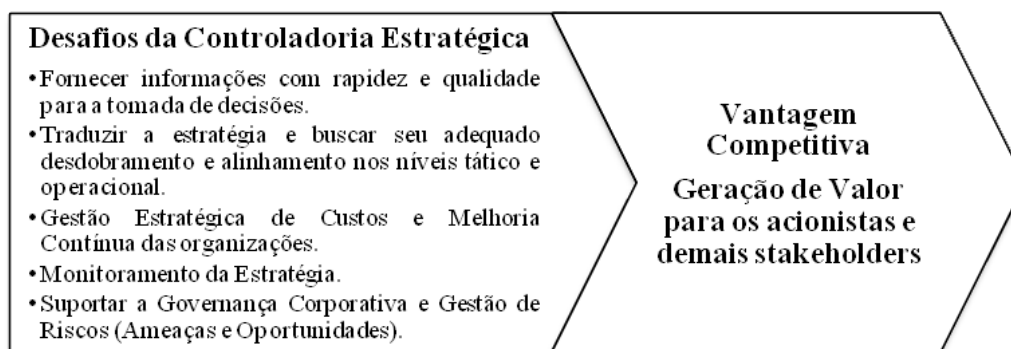 Desafios da Controladoria Estratégica
•Fornecer informações com rapidez e qualidade
para a tomada de decisões.
•Traduzir a estratégia e buscar seu adequado
desdobramento e alinhamento nos níveis tático e
operacional.
•Gestão Estratégica de Custos e Melhoria
Contínua das organizações.
•Monitoramento da Estratégia.
•Suportar a Governança Corporativa e Gestão de
Riscos (Ameaças e Oportunidades).
Vantagem
Competitiva
Geração de Valor
para os acionistas e
demais stakeholders